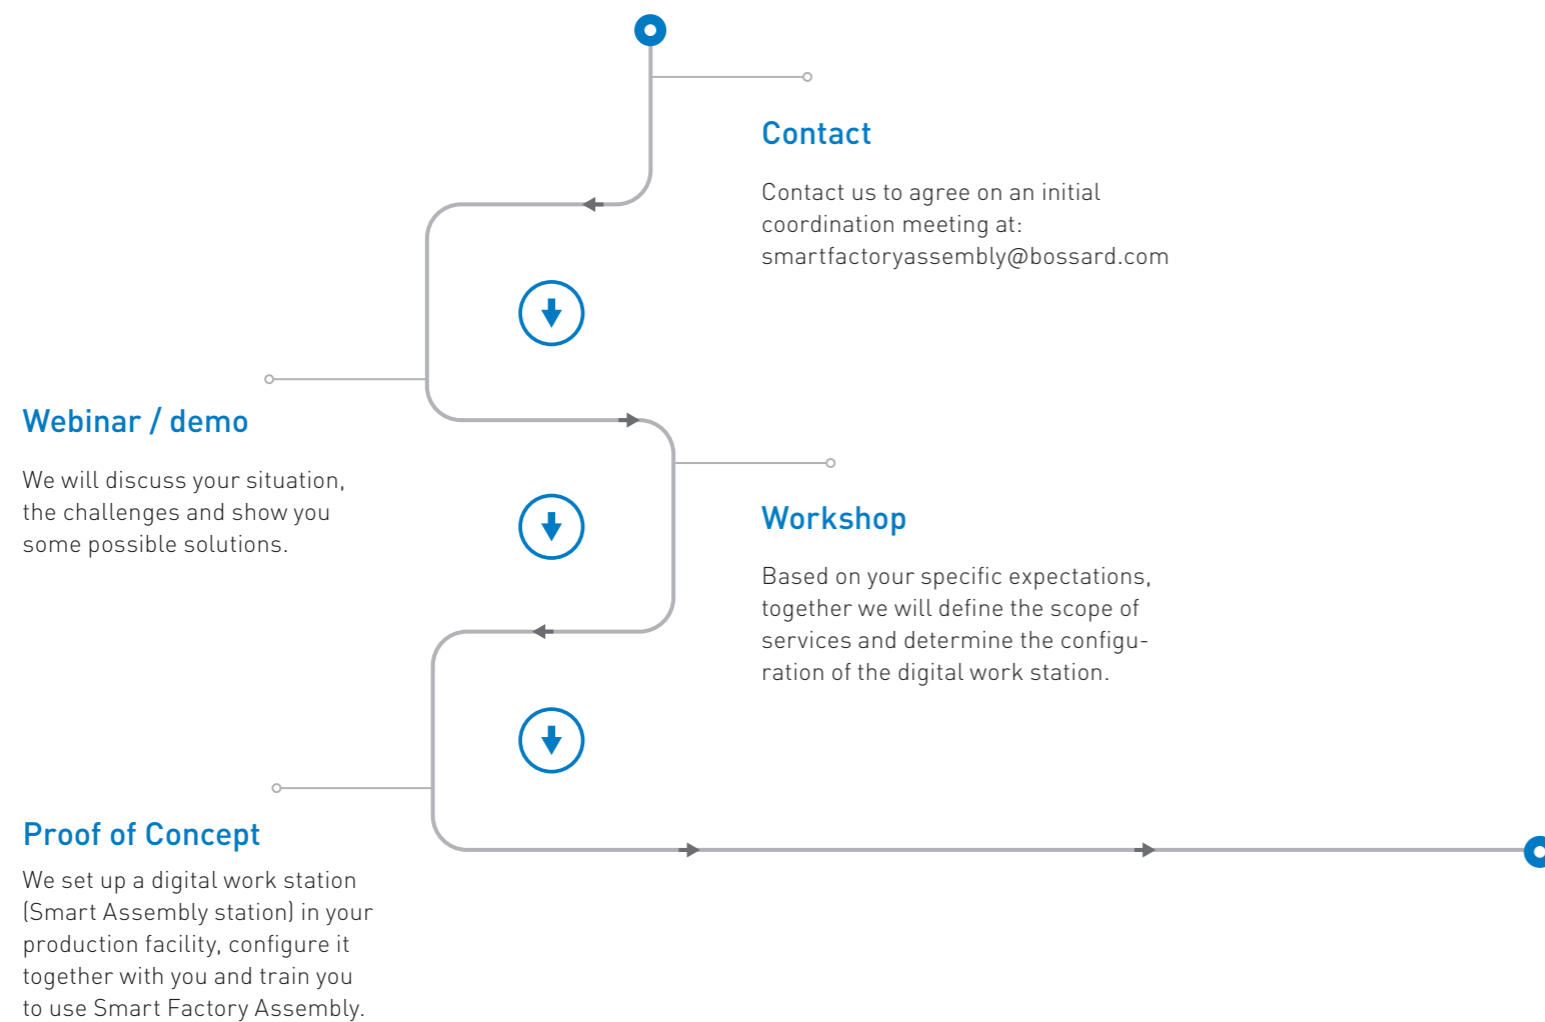 Contact
Contact us to agree on an initial
coordination meeting at:
smartfactoryassembly@bossard.com
Webinar / demo
We will discuss your situation,
the challenges and show you
some possible solutions.
Workshop
Based on your specific expectations,
together we will define the scope of
services and determine the configu-
ration of the digital work station.
Proof of Concept
We set up a digital work station
(Smart Assembly station) in your
production facility, configure it
together with you and train you
to use Smart Factory Assembly.